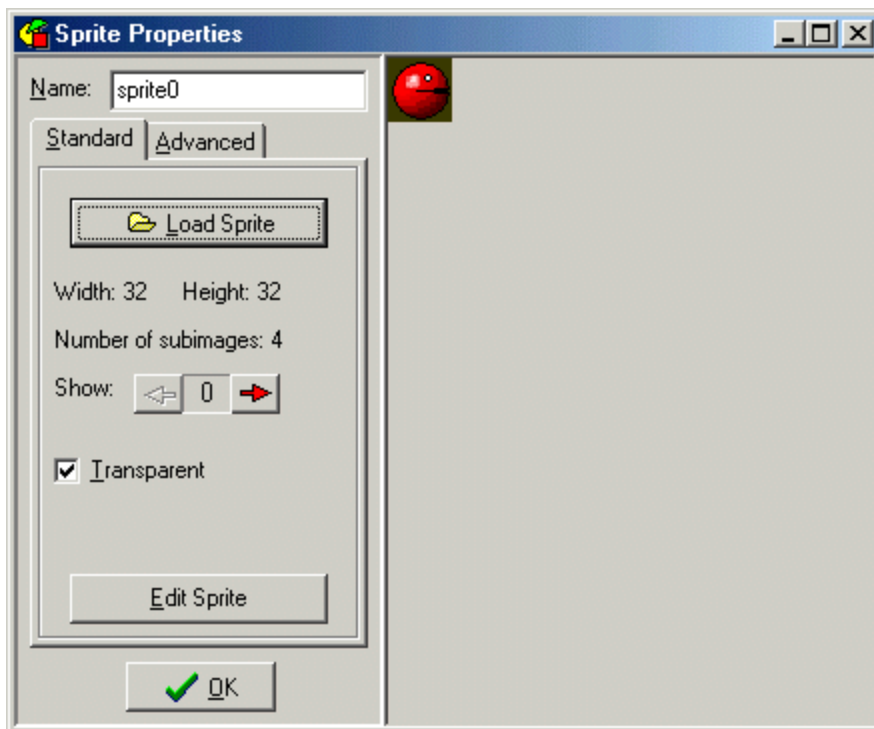 Sprite Properties
Name: sprite0
Standard Advanced
Load Sprite
Width: 32 Height: 32
Number of subimages: 4
Show: 0
Transparent
Edit Sprite
OK